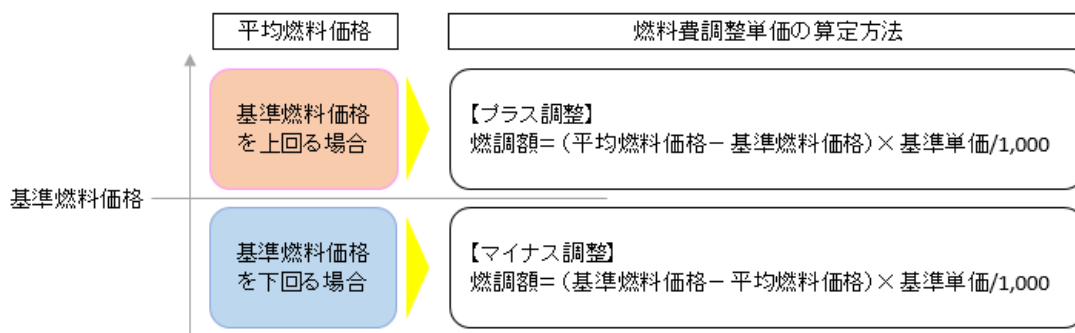 平均燃料価格
燃料費調整単価の算定方法
基準燃料価格
を上回る場合
【プラス調整】
燃調額=(平均燃料価格-基準燃料価格)×基準単価/1,000
基準燃料価格
基準燃料価格
を下回る場合
【マイナス調整】
燃調額=(基準燃料価格-平均燃料価格)×基準単価/1,000